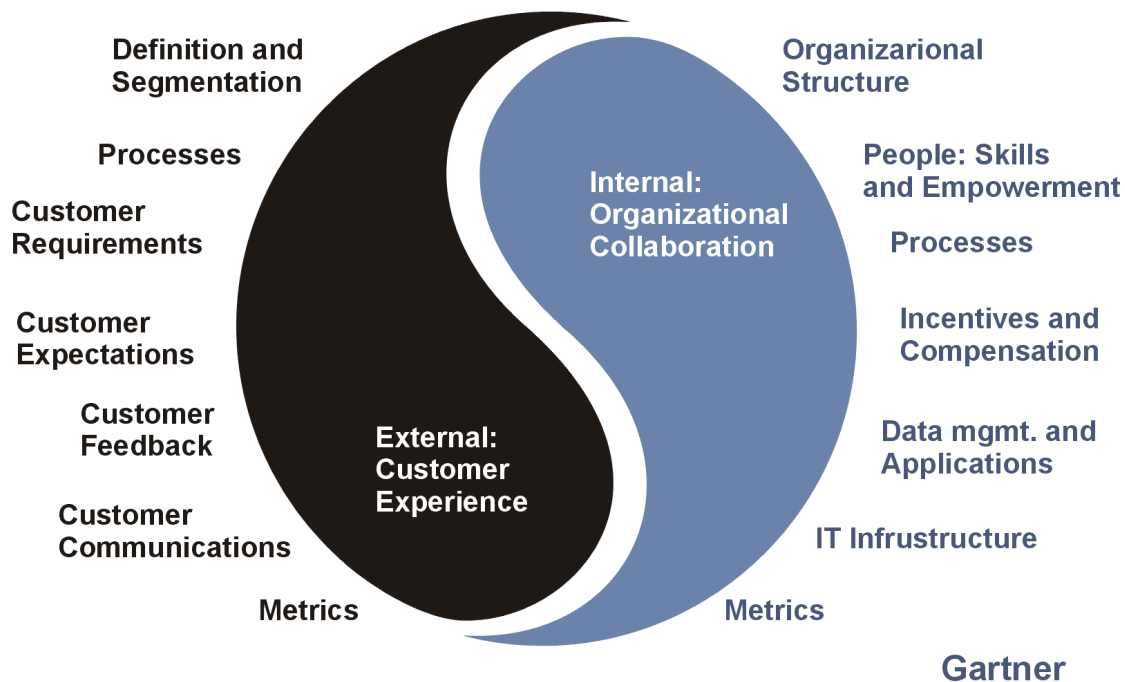 Definition and
Segmentation
Processes
Customer
Requirements
Customer
Expectations
Customer
Feedback
Customer
Communications
Metrics
External:
Customer
Experience
Internal:
Organizational
Collaboration
Organizarional
Structure
People: Skills
and Empowerment
Processes
Incentives and
Compensation
Data mgmt. and
Applications
IT Infrustructure
Metrics
Gartner